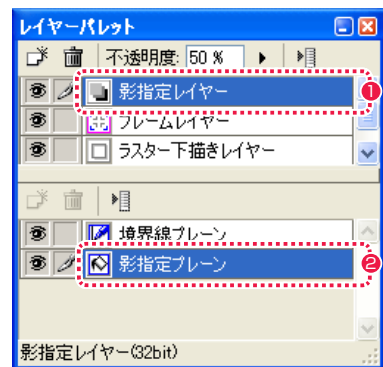 レイヤーパレット
不透明度: 50 %
影指定レイヤー
1
フレームレイヤー
ラスター下描きレイヤー
境界線プレーン
影指定プレーン
2
影指定レイヤー(32bit)